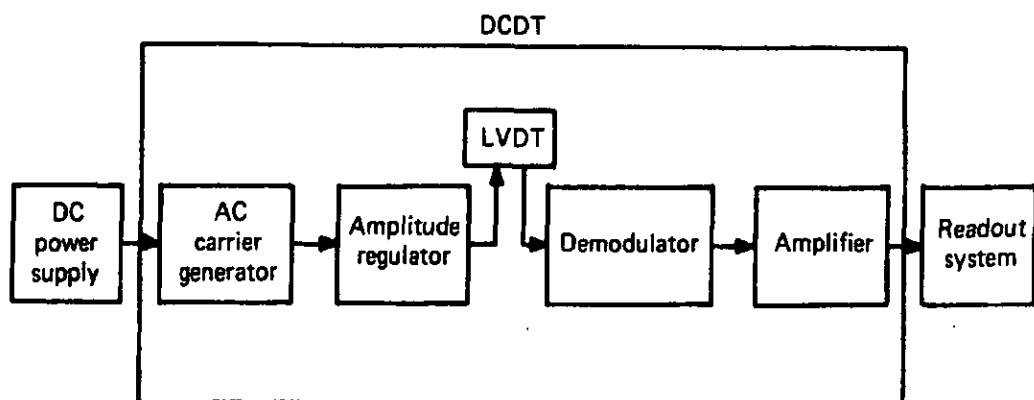 DCDT
LVDT
DC
power
supply
AC
carrier
generator
Amplitude
regulator
Demodulator
Amplifier
Readout
system